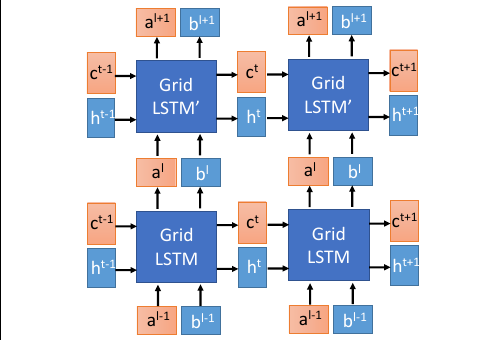 a^{l+1} b^{l+1} a^{l+1} b^{l+1}
c^{t-1} Grid LSTM’ c^t Grid LSTM’ c^{t+1}
h^{t-1} h^t h^{t+1}
a^l b^l a^l b^l
c^{t-1} Grid LSTM c^t Grid LSTM c^{t+1}
h^{t-1} h^t h^{t+1}
a^{l-1} b^{l-1} a^{l-1} b^{l-1}